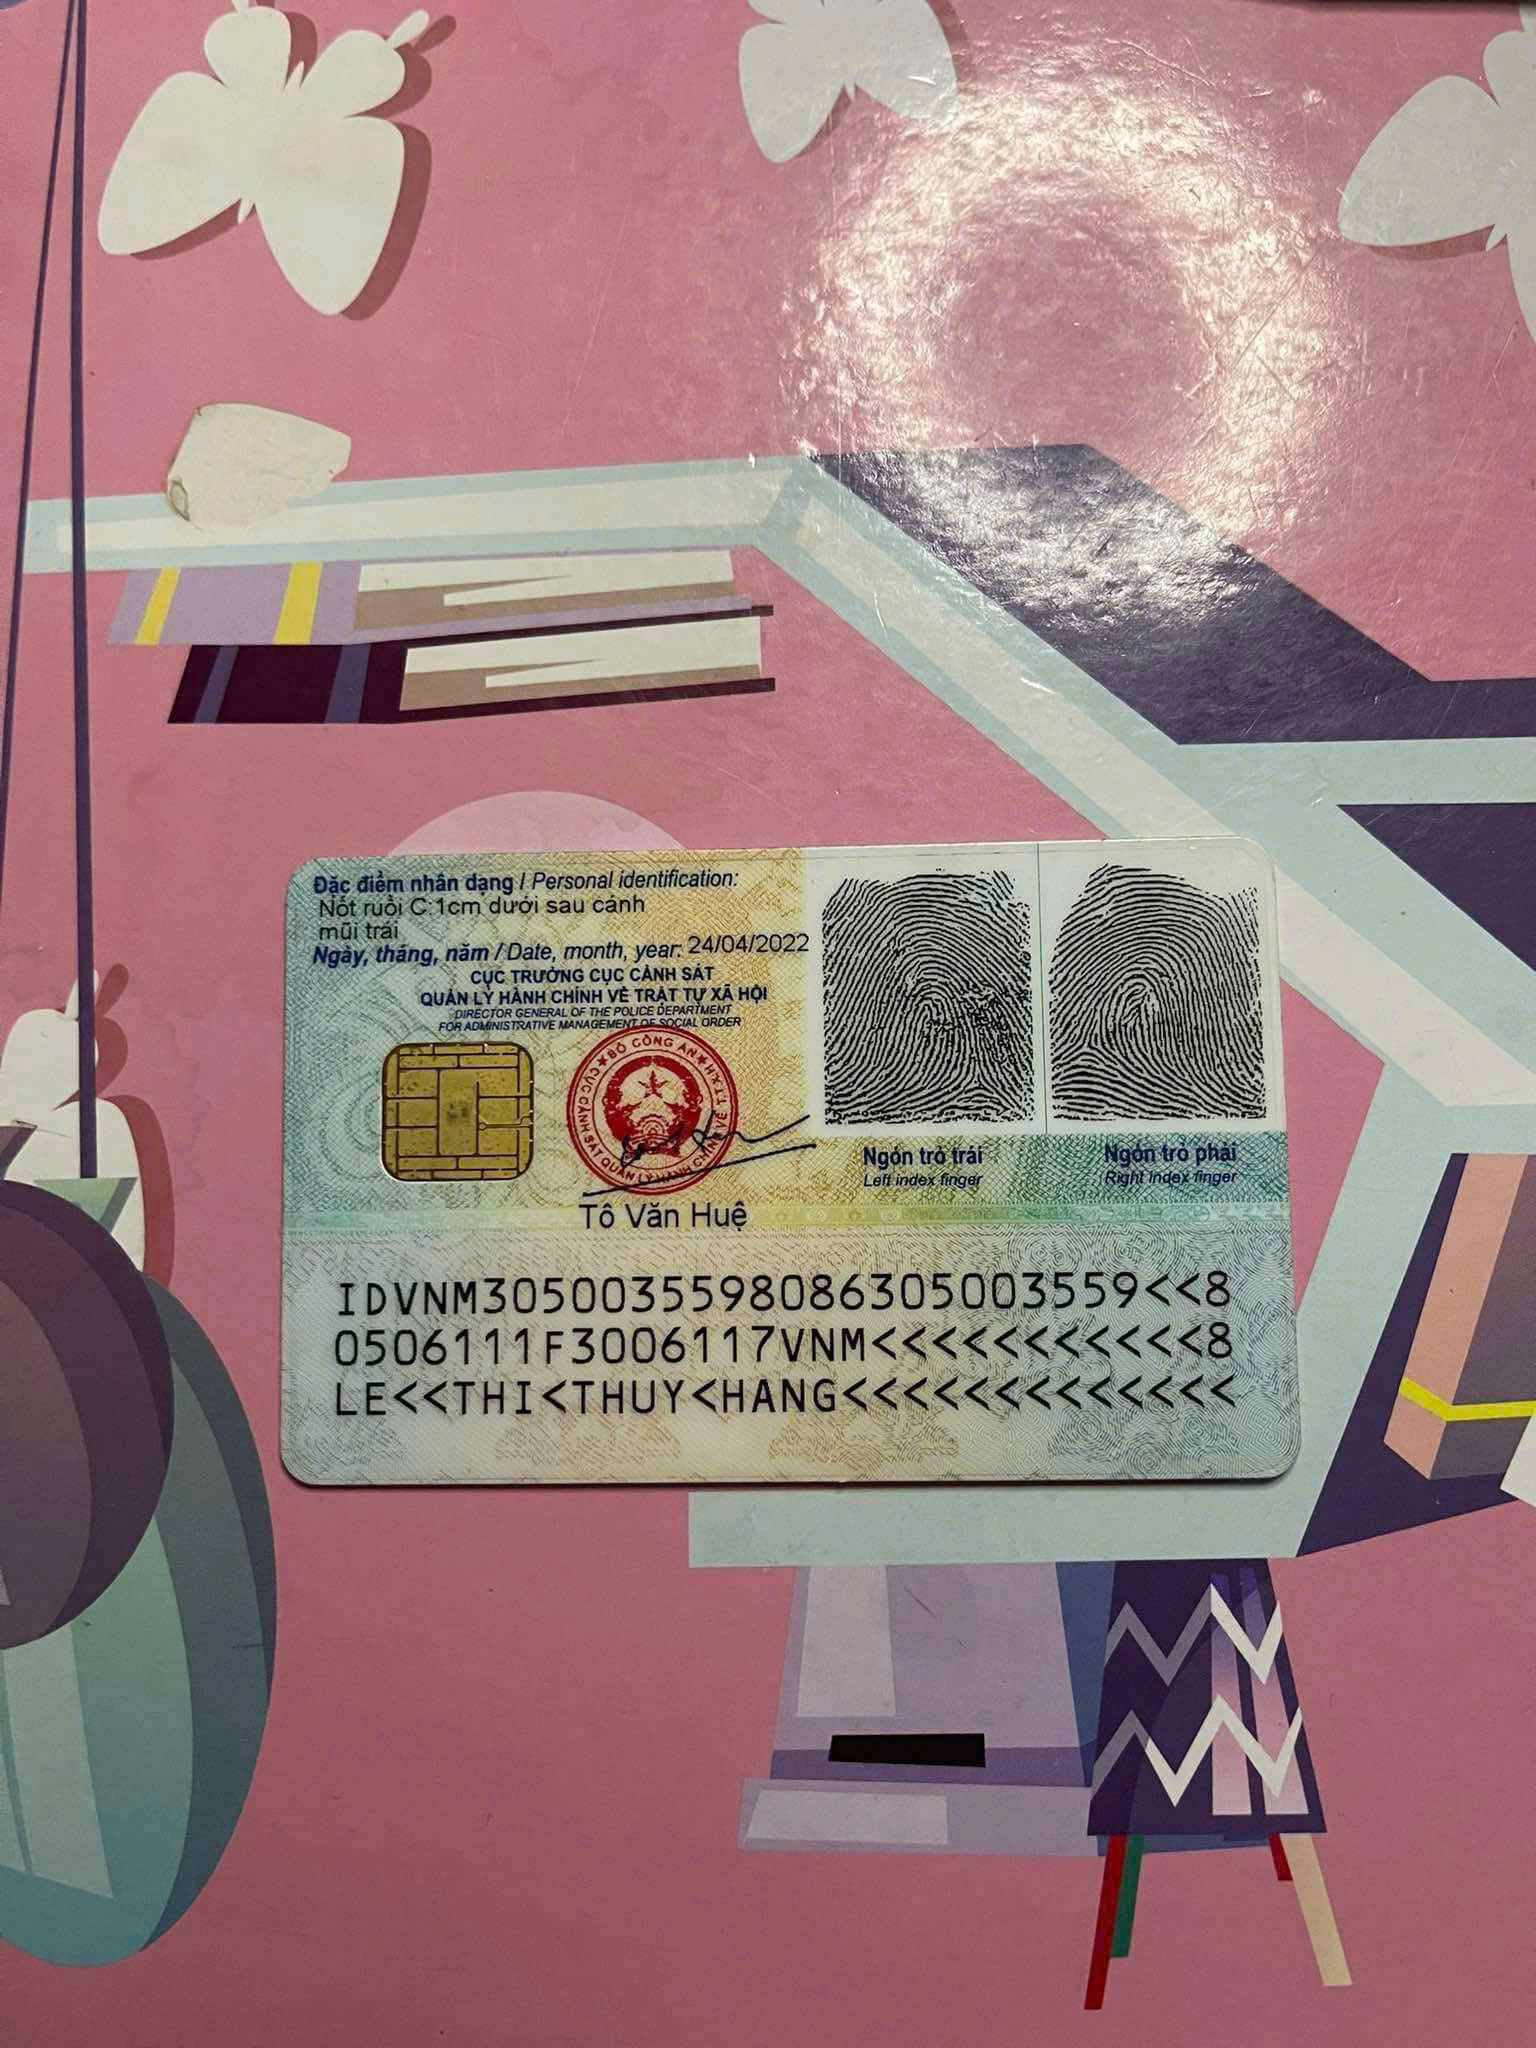 Đặc điểm nhân dạng / Personal identification:
Nốt ruồi C:1cm dưới sau cánh
mũi trái
Ngày, tháng, năm / Date, month, year: 24/04/2022
CỤC TRƯỞNG CỤC CẢNH SÁT
QUẢN LÝ HÀNH CHÍNH VỀ TRẬT TỰ XÃ HỘI
DIRECTOR GENERAL OF THE POLICE DEPARTMENT
FOR ADMINISTRATIVE MANAGEMENT OF SOCIAL ORDER
★ BỘ CÔNG AN ★
CỤC CẢNH SÁT QUẢN LÝ HÀNH CHÍNH VỀ T.T.X.H
Tô Văn Huệ
Ngón trỏ trái
Left index finger
Ngón trỏ phải
Right index finger
IDVNM3050035598086305003559<<8
0506111F3006117VNM<<<<<<<<<<<8
LE<<THI<THUY<HANG<<<<<<<<<<<<<